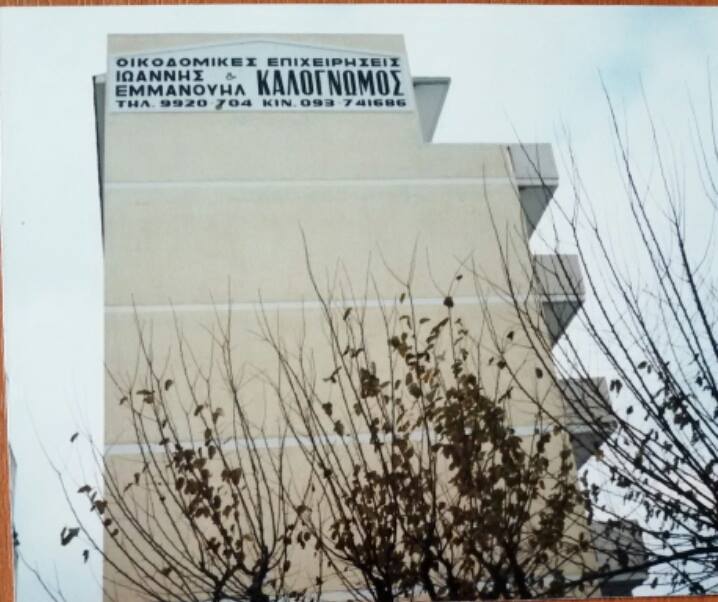 ΟΙΚΟΔΟΜΙΚΕΣ ΕΠΙΧΕΙΡΗΣΕΙΣ
ΙΩΑΝΝΗΣ &
ΕΜΜΑΝΟΥΗΛ ΚΑΛΟΓΝΩΜΟΣ
ΤΗΛ. 9920-704 ΚΙΝ. 093-741686